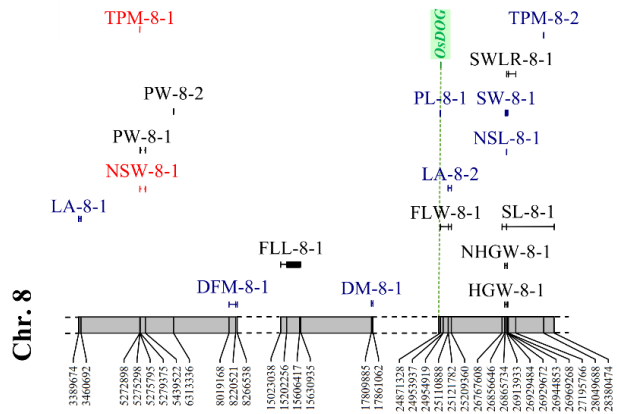 TPM-8-1
OsDOG
TPM-8-2
SWLR-8-1
PW-8-2
PL-8-1
SW-8-1
PW-8-1
NSL-8-1
NSW-8-1
LA-8-2
LA-8-1
FLW-8-1
SL-8-1
FLL-8-1
NHGW-8-1
DFM-8-1
DM-8-1
HGW-8-1
Chr. 8
3389674
3460692
5272898
5275298
5275795
5279375
5439522
6133336
8019168
8220521
8266538
15023038
15202256
15606417
15630935
17809885
17861062
24871328
24953937
24954919
25110888
25121782
25209360
26767608
26856646
26863374
26913933
26929484
26929672
26944853
26969268
27195766
28049688
28380474